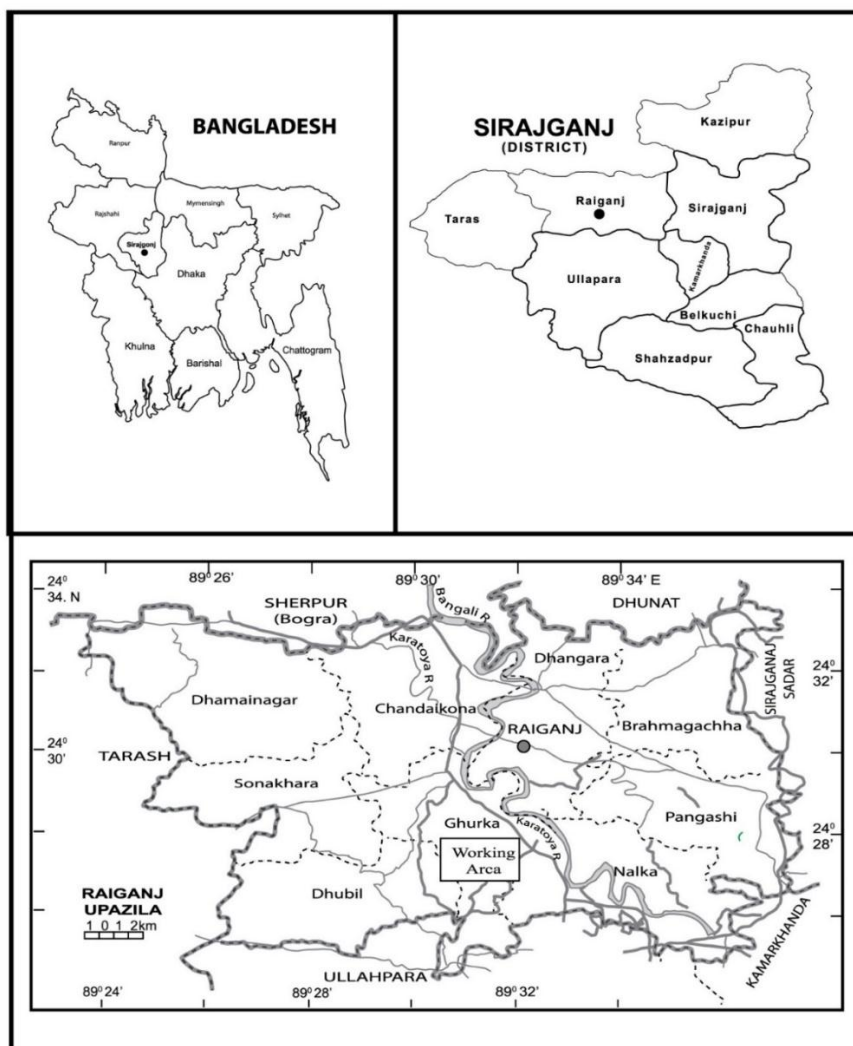 BANGLADESH
Ranpur
Rajshahi
Mymensingh
Sylhet
Sirajgonj
Dhaka
Khulna
Barishal
Chattogram
SIRAJGANJ
(DISTRICT)
Kazipur
Taras
Raiganj
Sirajganj
Kamarkhanda
Ullapara
Belkuchi
Chauhli
Shahzadpur
89⁰ 26'
89⁰ 30'
89⁰ 34' E
24⁰
34. N
SHERPUR
(Bogra)
Bangali R
DHUNAT
Karatoya R
Dhangara
SIRAJGANAJ
SADAR
24⁰
32'
Dhamainagar
Chandaikona
RAIGANJ
Brahmagachha
24⁰
30'
TARASH
Sonakhara
Pangashi
Ghurka
Karatoya R
24⁰
28'
Working
Area
Nalka
Dhubil
RAIGANJ
UPAZILA
1 0 1 2km
KAMARKHANDA
ULLAHPARA
89⁰ 24'
89⁰ 28'
89⁰ 32'